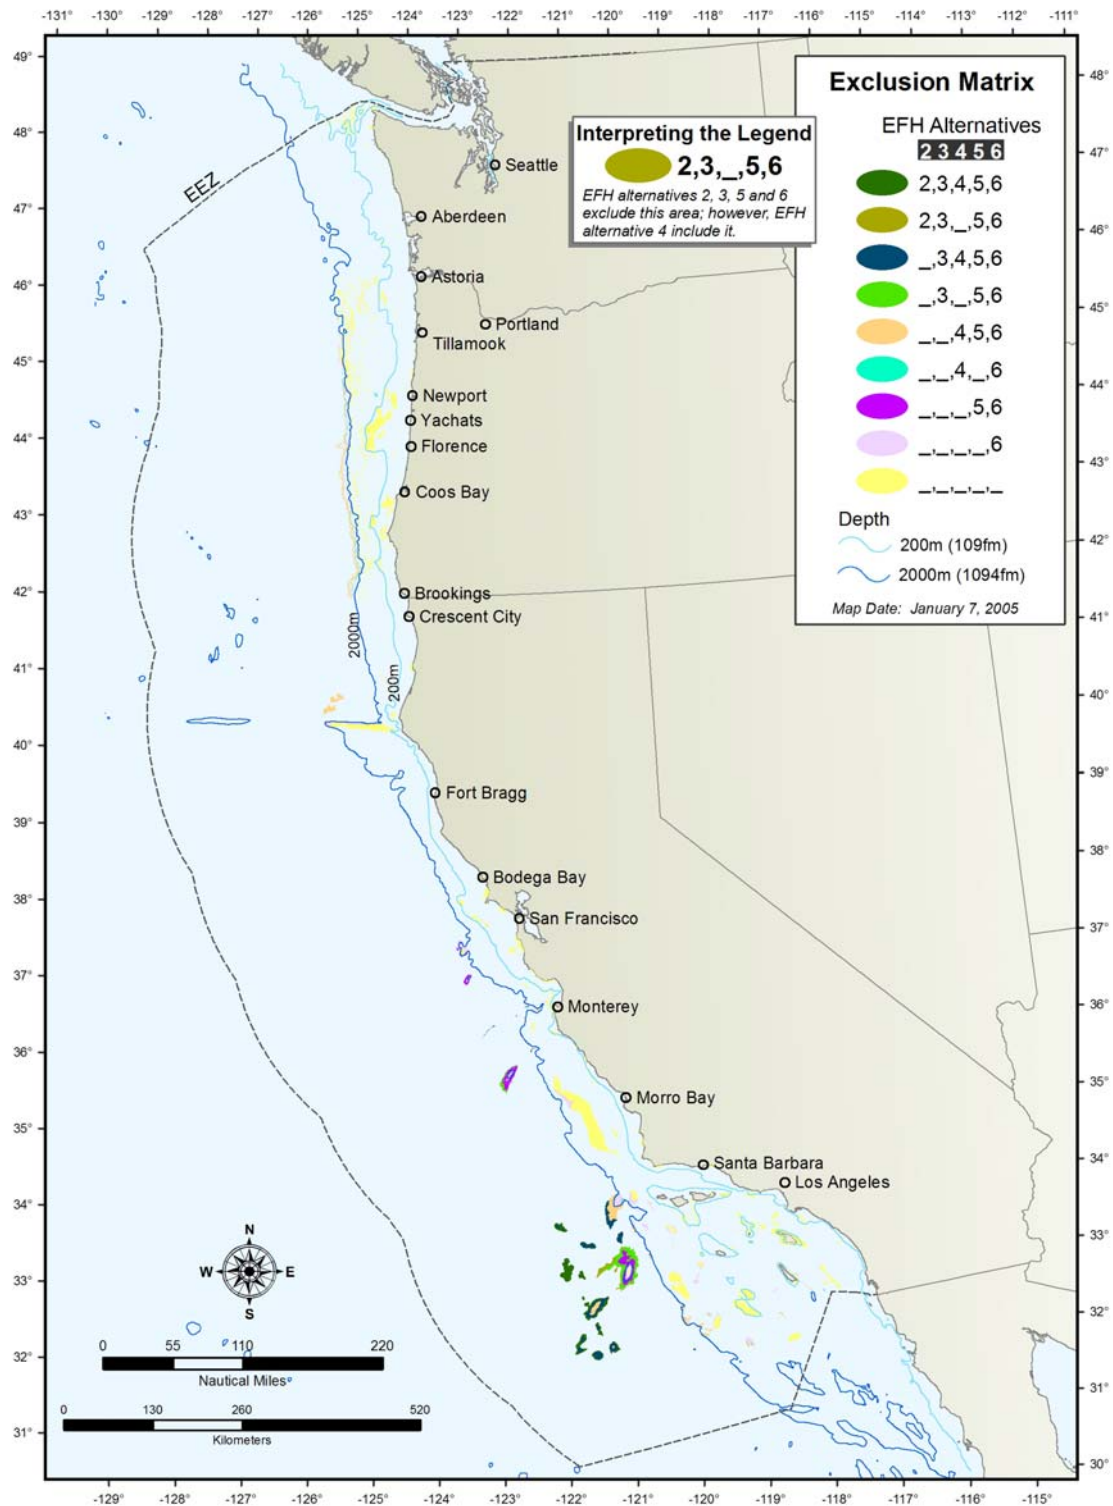 -131° -130° -129° -128° -127° -126° -125° -124° -123° -122° -121° -120° -119° -118° -117° -116° -115° -114° -113° -112° -111°
49°
48°
47°
46°
45°
44°
43°
42°
41°
40°
39°
38°
37°
36°
35°
34°
33°
32°
31°
48°
47°
46°
45°
44°
43°
42°
41°
40°
39°
38°
37°
36°
35°
34°
33°
32°
31°
30°
Exclusion Matrix
EFH Alternatives
2 3 4 5 6
2,3,4,5,6
2,3,_,5,6
_,3,4,5,6
_,3,_,5,6
_,_,4,5,6
_,_,4,_,6
_,_,_,5,6
_,_,_,_,6
_,_,_,_,_
Depth
200m (109fm)
2000m (1094fm)
Map Date: January 7, 2005
Interpreting the Legend
2,3,_,5,6
EFH alternatives 2, 3, 5 and 6
exclude this area; however, EFH
alternative 4 include it.
EEZ
Seattle
Aberdeen
Astoria
Portland
Tillamook
Newport
Yachats
Florence
Coos Bay
Brookings
Crescent City
2000m
200m
Fort Bragg
Bodega Bay
San Francisco
Monterey
Morro Bay
Santa Barbara
Los Angeles
N
W E
S
0 55 110 220
Nautical Miles
0 130 260 520
Kilometers
-129° -128° -127° -126° -125° -124° -123° -122° -121° -120° -119° -118° -117° -116° -115°